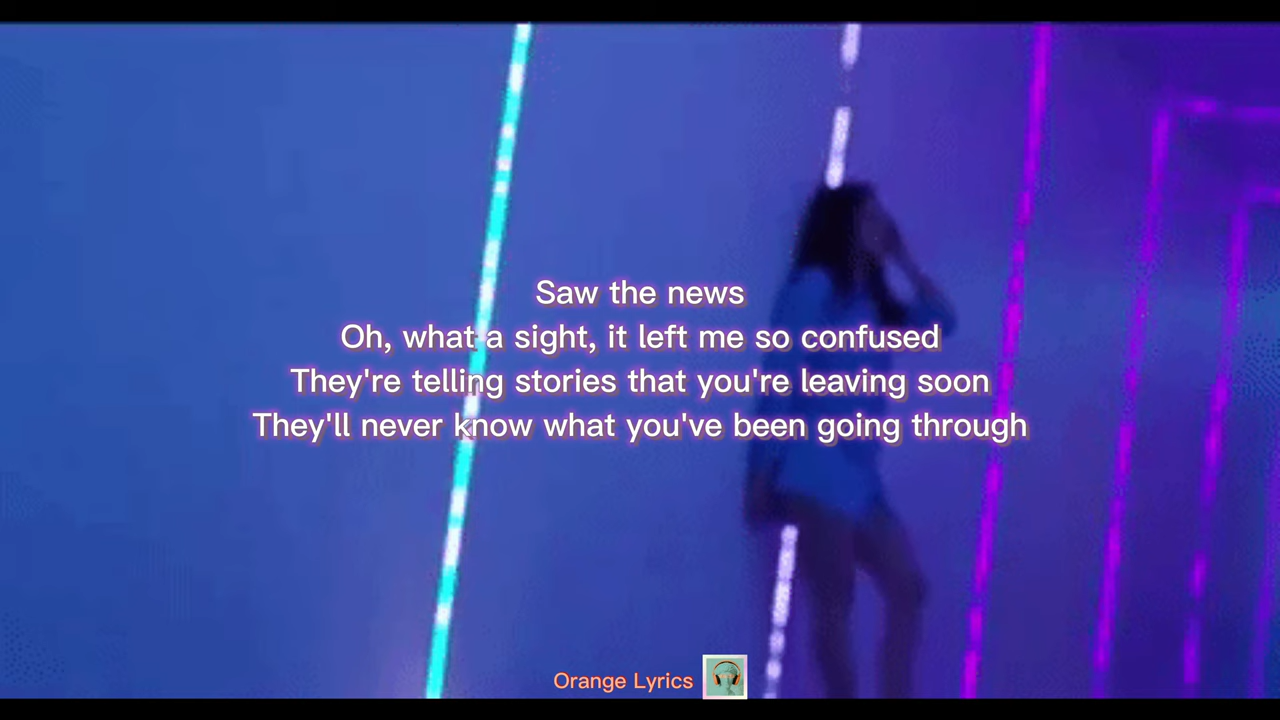 Saw the news
Oh, what a sight, it left me so confused
They're telling stories that you're leaving soon
They'll never know what you've been going through
Orange Lyrics